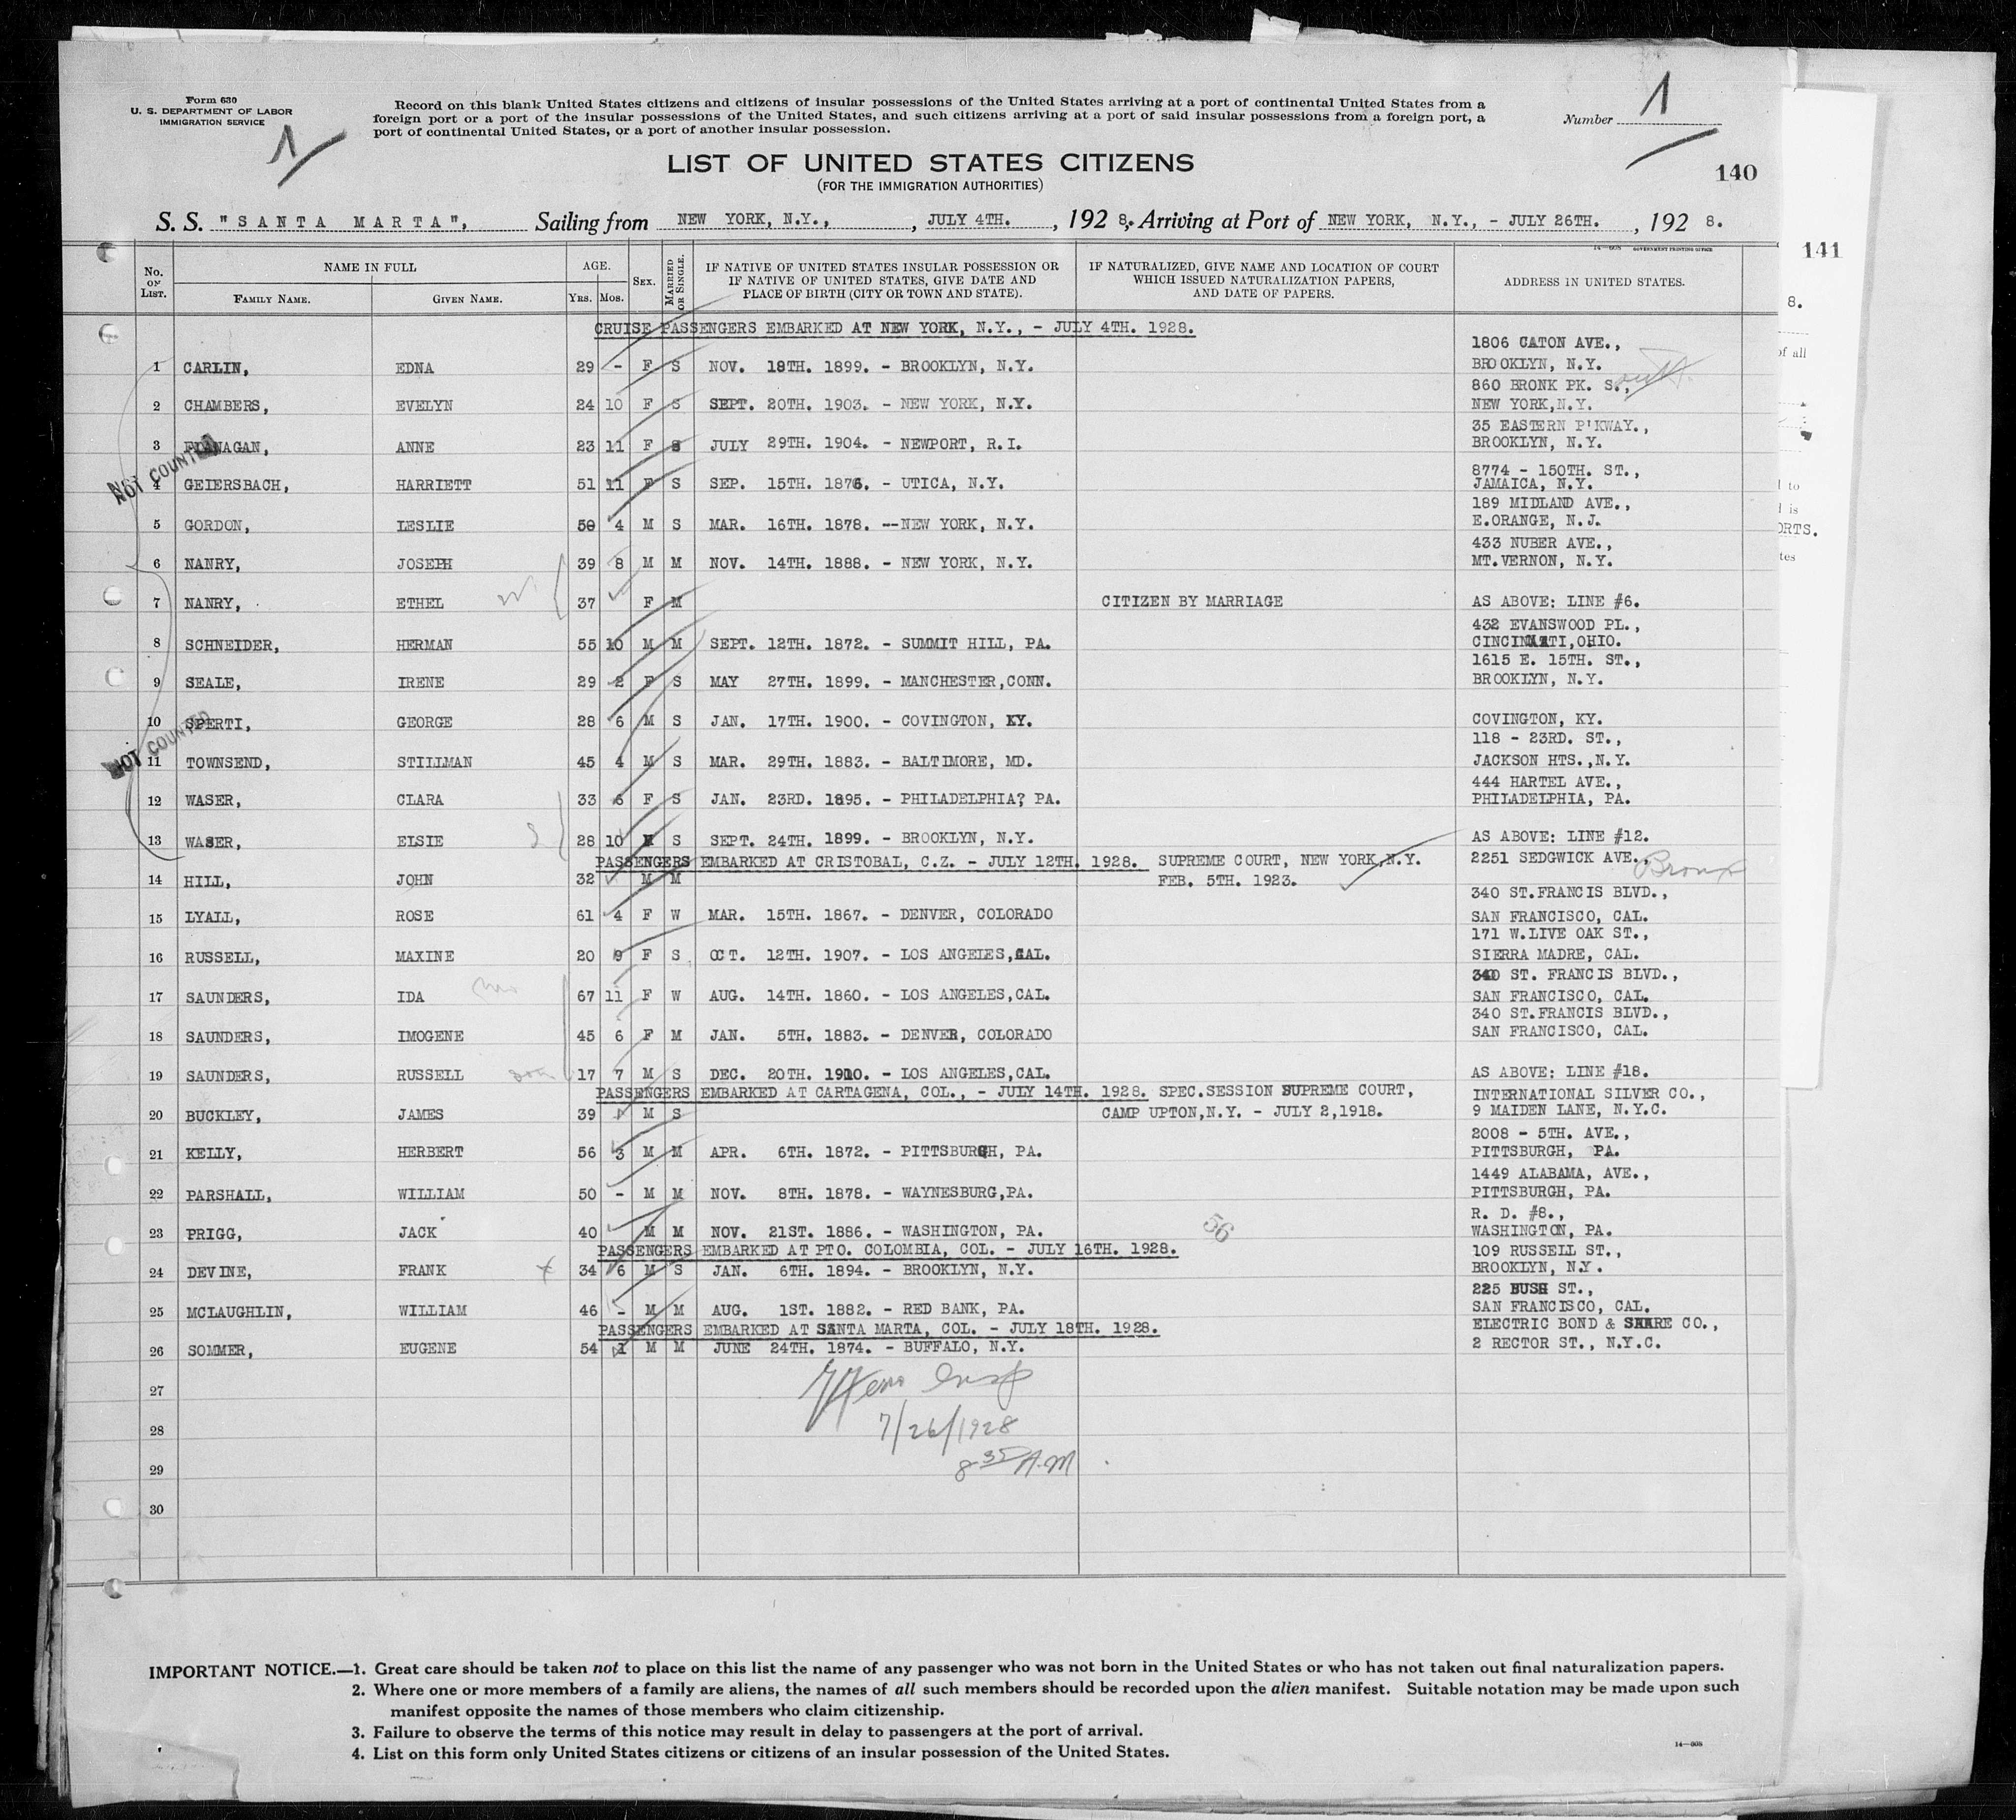 Form 630
U. S. DEPARTMENT OF LABOR
IMMIGRATION SERVICE
1
Record on this blank United States citizens and citizens of insular possessions of the United States arriving at a port of continental United States from a
foreign port or a port of the insular possessions of the United States, and such citizens arriving at a port of said insular possessions from a foreign port, a
port of continental United States, or a port of another insular possession.
Number 1
LIST OF UNITED STATES CITIZENS
(FOR THE IMMIGRATION AUTHORITIES)
140
S. S. "SANTA MARTA", Sailing from NEW YORK, N.Y., , JULY 4TH. , 192 8, Arriving at Port of NEW YORK, N.Y., - JULY 26TH. , 192 8.
141
14—608 GOVERNMENT PRINTING OFFICE
No. ON LIST. NAME IN FULL FAMILY NAME. GIVEN NAME. AGE. YRS. MOS. SEX. MARRIED OR SINGLE. IF NATIVE OF UNITED STATES INSULAR POSSESSION OR IF NATIVE OF UNITED STATES, GIVE DATE AND PLACE OF BIRTH (CITY OR TOWN AND STATE). IF NATURALIZED, GIVE NAME AND LOCATION OF COURT WHICH ISSUED NATURALIZATION PAPERS, AND DATE OF PAPERS. ADDRESS IN UNITED STATES.
8.
CRUISE PASSENGERS EMBARKED AT NEW YORK, N.Y., - JULY 4TH. 1928.
1806 CATON AVE.,
1 CARLIN, EDNA 29 - F S NOV. 18TH. 1899. - BROOKLYN, N.Y. BROOKLYN, N.Y.
of all
860 BRONK PK. S.,
2 CHAMBERS, EVELYN 24 10 F S SEPT. 20TH. 1903. - NEW YORK, N.Y. NEW YORK, N.Y.
35 EASTERN P'KWAY.,
3 FLANAGAN, ANNE 23 11 F S JULY 29TH. 1904. - NEWPORT, R.I. BROOKLYN, N.Y.
NOT COUNTED
8774 - 150TH. ST.,
4 GEIERSBACH, HARRIETT 51 11 F S SEP. 15TH. 1876. - UTICA, N.Y. JAMAICA, N.Y.
189 MIDLAND AVE.,
5 GORDON, LESLIE 50 4 M S MAR. 16TH. 1878. --NEW YORK, N.Y. E.ORANGE, N.J.
433 NUBER AVE.,
6 NANRY, JOSEPH 39 8 M M NOV. 14TH. 1888. - NEW YORK, N.Y. MT.VERNON, N.Y.
7 NANRY, ETHEL 37 F M CITIZEN BY MARRIAGE AS ABOVE: LINE #6.
432 EVANSWOOD PL.,
8 SCHNEIDER, HERMAN 55 10 M M SEPT. 12TH. 1872. - SUMMIT HILL, PA. CINCINNATI, OHIO.
1615 E. 15TH. ST.,
9 SEALE, IRENE 29 2 F S MAY 27TH. 1899. - MANCHESTER, CONN. BROOKLYN, N.Y.
10 SPERTI, GEORGE 28 6 M S JAN. 17TH. 1900. - COVINGTON, KY. COVINGTON, KY.
NOT COUNTED
118 - 23RD. ST.,
11 TOWNSEND, STILLMAN 45 4 M S MAR. 29TH. 1883. - BALTIMORE, MD. JACKSON HTS., N.Y.
444 HARTEL AVE.,
12 WASER, CLARA 33 6 F S JAN. 23RD. 1895. - PHILADELPHIA? PA. PHILADELPHIA, PA.
13 WASER, ELSIE 28 10 F S SEPT. 24TH. 1899. - BROOKLYN, N.Y. AS ABOVE: LINE #12.
PASSENGERS EMBARKED AT CRISTOBAL, C.Z. - JULY 12TH. 1928. SUPREME COURT, NEW YORK, N.Y. 2251 SEDGWICK AVE., Bronx
14 HILL, JOHN 32 M M FEB. 5TH. 1923.
340 ST.FRANCIS BLVD.,
15 LYALL, ROSE 61 4 F W MAR. 15TH. 1867. - DENVER, COLORADO SAN FRANCISCO, CAL.
171 W.LIVE OAK ST.,
16 RUSSELL, MAXINE 20 9 F S OCT. 12TH. 1907. - LOS ANGELES, CAL. SIERRA MADRE, CAL.
340 ST. FRANCIS BLVD.,
17 SAUNDERS, IDA 67 11 F W AUG. 14TH. 1860. - LOS ANGELES, CAL. SAN FRANCISCO, CAL.
340 ST.FRANCIS BLVD.,
18 SAUNDERS, IMOGENE 45 6 F M JAN. 5TH. 1883. - DENVER, COLORADO SAN FRANCISCO, CAL.
19 SAUNDERS, RUSSELL son 17 7 M S DEC. 20TH. 1910. - LOS ANGELES, CAL. AS ABOVE: LINE #18.
PASSENGERS EMBARKED AT CARTAGENA, COL., - JULY 14TH. 1928. SPEC.SESSION SUPREME COURT, INTERNATIONAL SILVER CO.,
20 BUCKLEY, JAMES 39 1 M S CAMP UPTON, N.Y. - JULY 2, 1918. 9 MAIDEN LANE, N.Y.C.
2008 - 5TH. AVE.,
21 KELLY, HERBERT 56 3 M M APR. 6TH. 1872. - PITTSBURGH, PA. PITTSBURGH, PA.
1449 ALABAMA, AVE.,
22 PARSHALL, WILLIAM 50 - M M NOV. 8TH. 1878. - WAYNESBURG, PA. PITTSBURGH, PA.
R. D. #8.,
23 PRIGG, JACK 40 M M NOV. 21ST. 1886. - WASHINGTON, PA. 56 WASHINGTON, PA.
PASSENGERS EMBARKED AT PTO. COLOMBIA, COL. - JULY 16TH. 1928. 109 RUSSELL ST.,
24 DEVINE, FRANK x 34 6 M S JAN. 6TH. 1894. - BROOKLYN, N.Y. BROOKLYN, N.Y.
225 BUSH ST.,
25 MCLAUGHLIN, WILLIAM 46 - M M AUG. 1ST. 1882. - RED BANK, PA. SAN FRANCISCO, CAL.
PASSENGERS EMBARKED AT SANTA MARTA, COL. - JULY 18TH. 1928. ELECTRIC BOND & SHARE CO.,
26 SOMMER, EUGENE 54 1 M M JUNE 24TH. 1874. - BUFFALO, N.Y. 2 RECTOR ST., N.Y.C.
27 Insp
28 7/26/1928
29 8 35 A.M
30
IMPORTANT NOTICE.—1. Great care should be taken not to place on this list the name of any passenger who was not born in the United States or who has not taken out final naturalization papers.
2. Where one or more members of a family are aliens, the names of all such members should be recorded upon the alien manifest. Suitable notation may be made upon such
manifest opposite the names of those members who claim citizenship.
3. Failure to observe the terms of this notice may result in delay to passengers at the port of arrival.
4. List on this form only United States citizens or citizens of an insular possession of the United States.
14—608